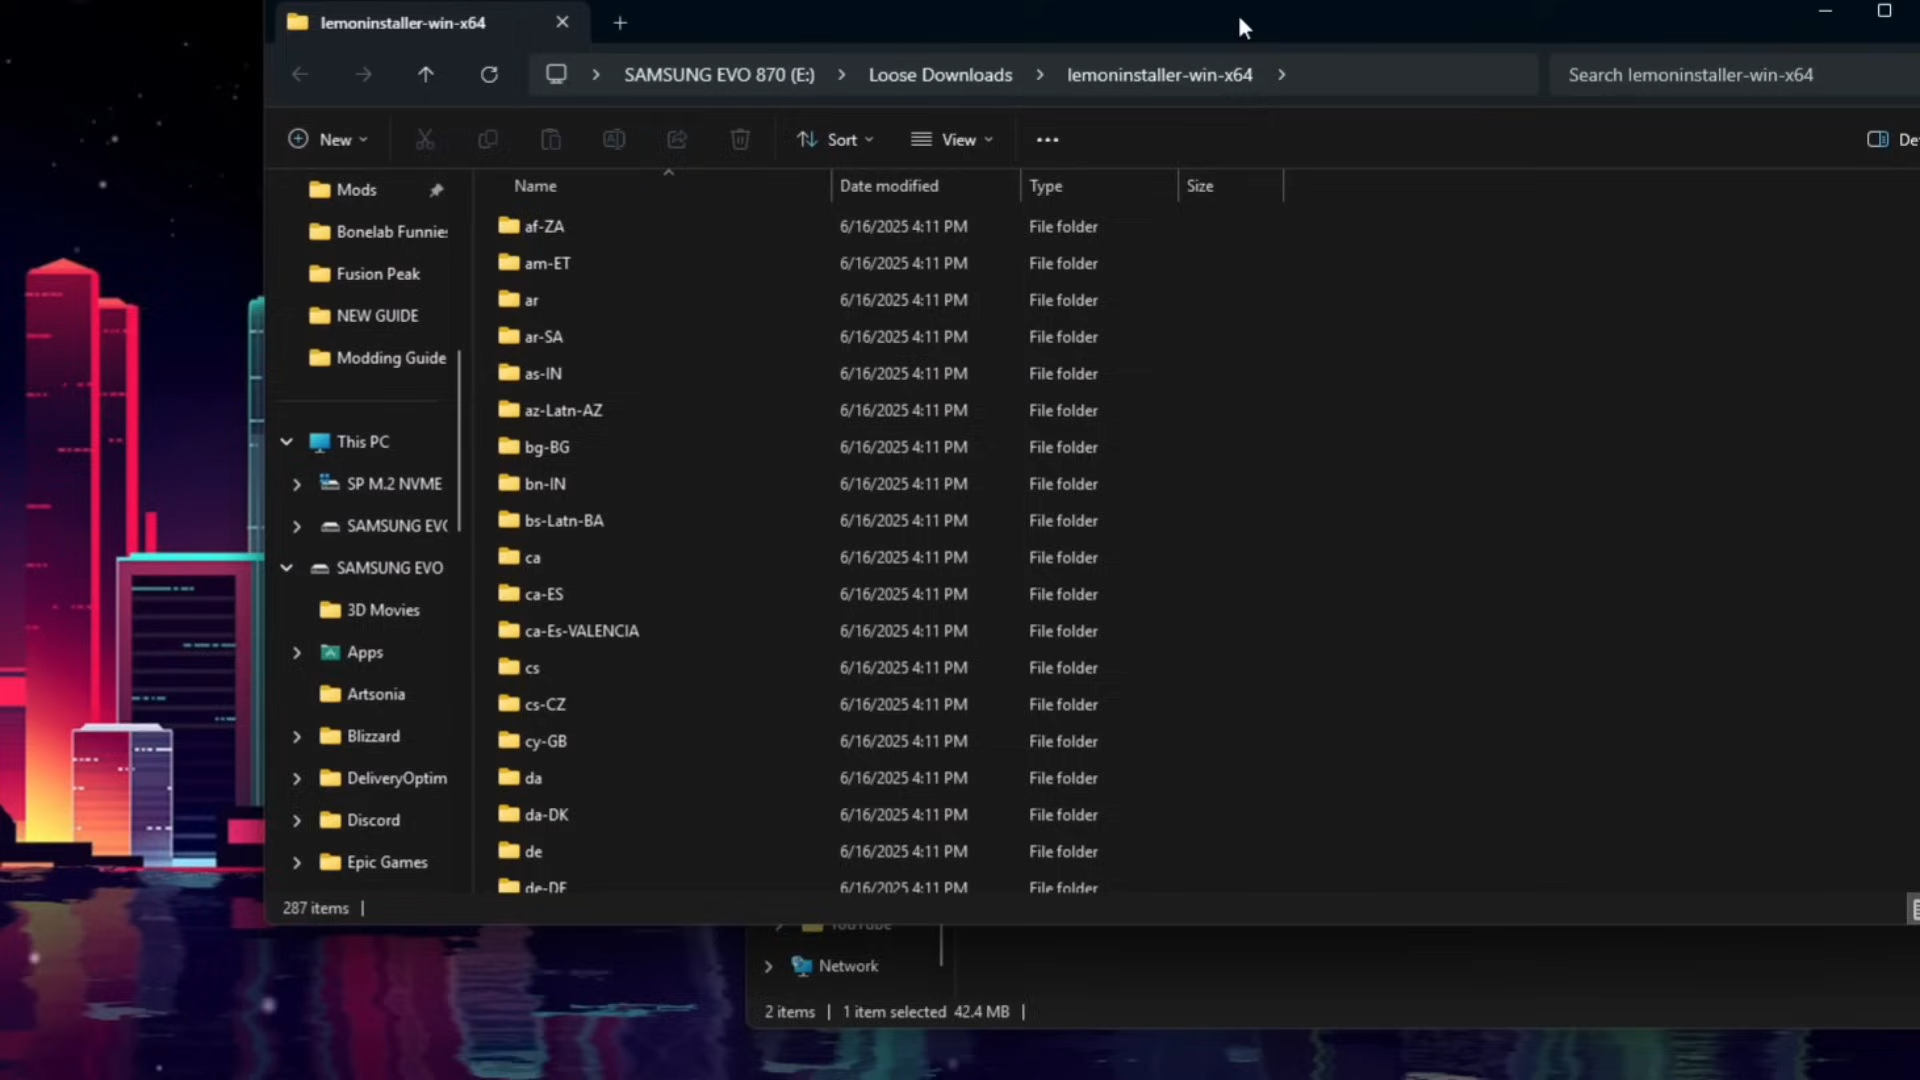 lemoninstaller-win-x64
SAMSUNG EVO 870 (E:) Loose Downloads lemoninstaller-win-x64
Search lemoninstaller-win-x64
New Sort View ••• De
Mods
Bonelab Funnies
Fusion Peak
NEW GUIDE
Modding Guide
This PC
SP M.2 NVME
SAMSUNG EV
SAMSUNG EVO
3D Movies
Apps
Artsonia
Blizzard
DeliveryOptim
Discord
Epic Games
Name Date modified Type Size
af-ZA 6/16/2025 4:11 PM File folder
am-ET 6/16/2025 4:11 PM File folder
ar 6/16/2025 4:11 PM File folder
ar-SA 6/16/2025 4:11 PM File folder
as-IN 6/16/2025 4:11 PM File folder
az-Latn-AZ 6/16/2025 4:11 PM File folder
bg-BG 6/16/2025 4:11 PM File folder
bn-IN 6/16/2025 4:11 PM File folder
bs-Latn-BA 6/16/2025 4:11 PM File folder
ca 6/16/2025 4:11 PM File folder
ca-ES 6/16/2025 4:11 PM File folder
ca-Es-VALENCIA 6/16/2025 4:11 PM File folder
cs 6/16/2025 4:11 PM File folder
cs-CZ 6/16/2025 4:11 PM File folder
cy-GB 6/16/2025 4:11 PM File folder
da 6/16/2025 4:11 PM File folder
da-DK 6/16/2025 4:11 PM File folder
de 6/16/2025 4:11 PM File folder
de-DE 6/16/2025 4:11 PM File folder
287 items
YouTube
Network
2 items 1 item selected 42.4 MB